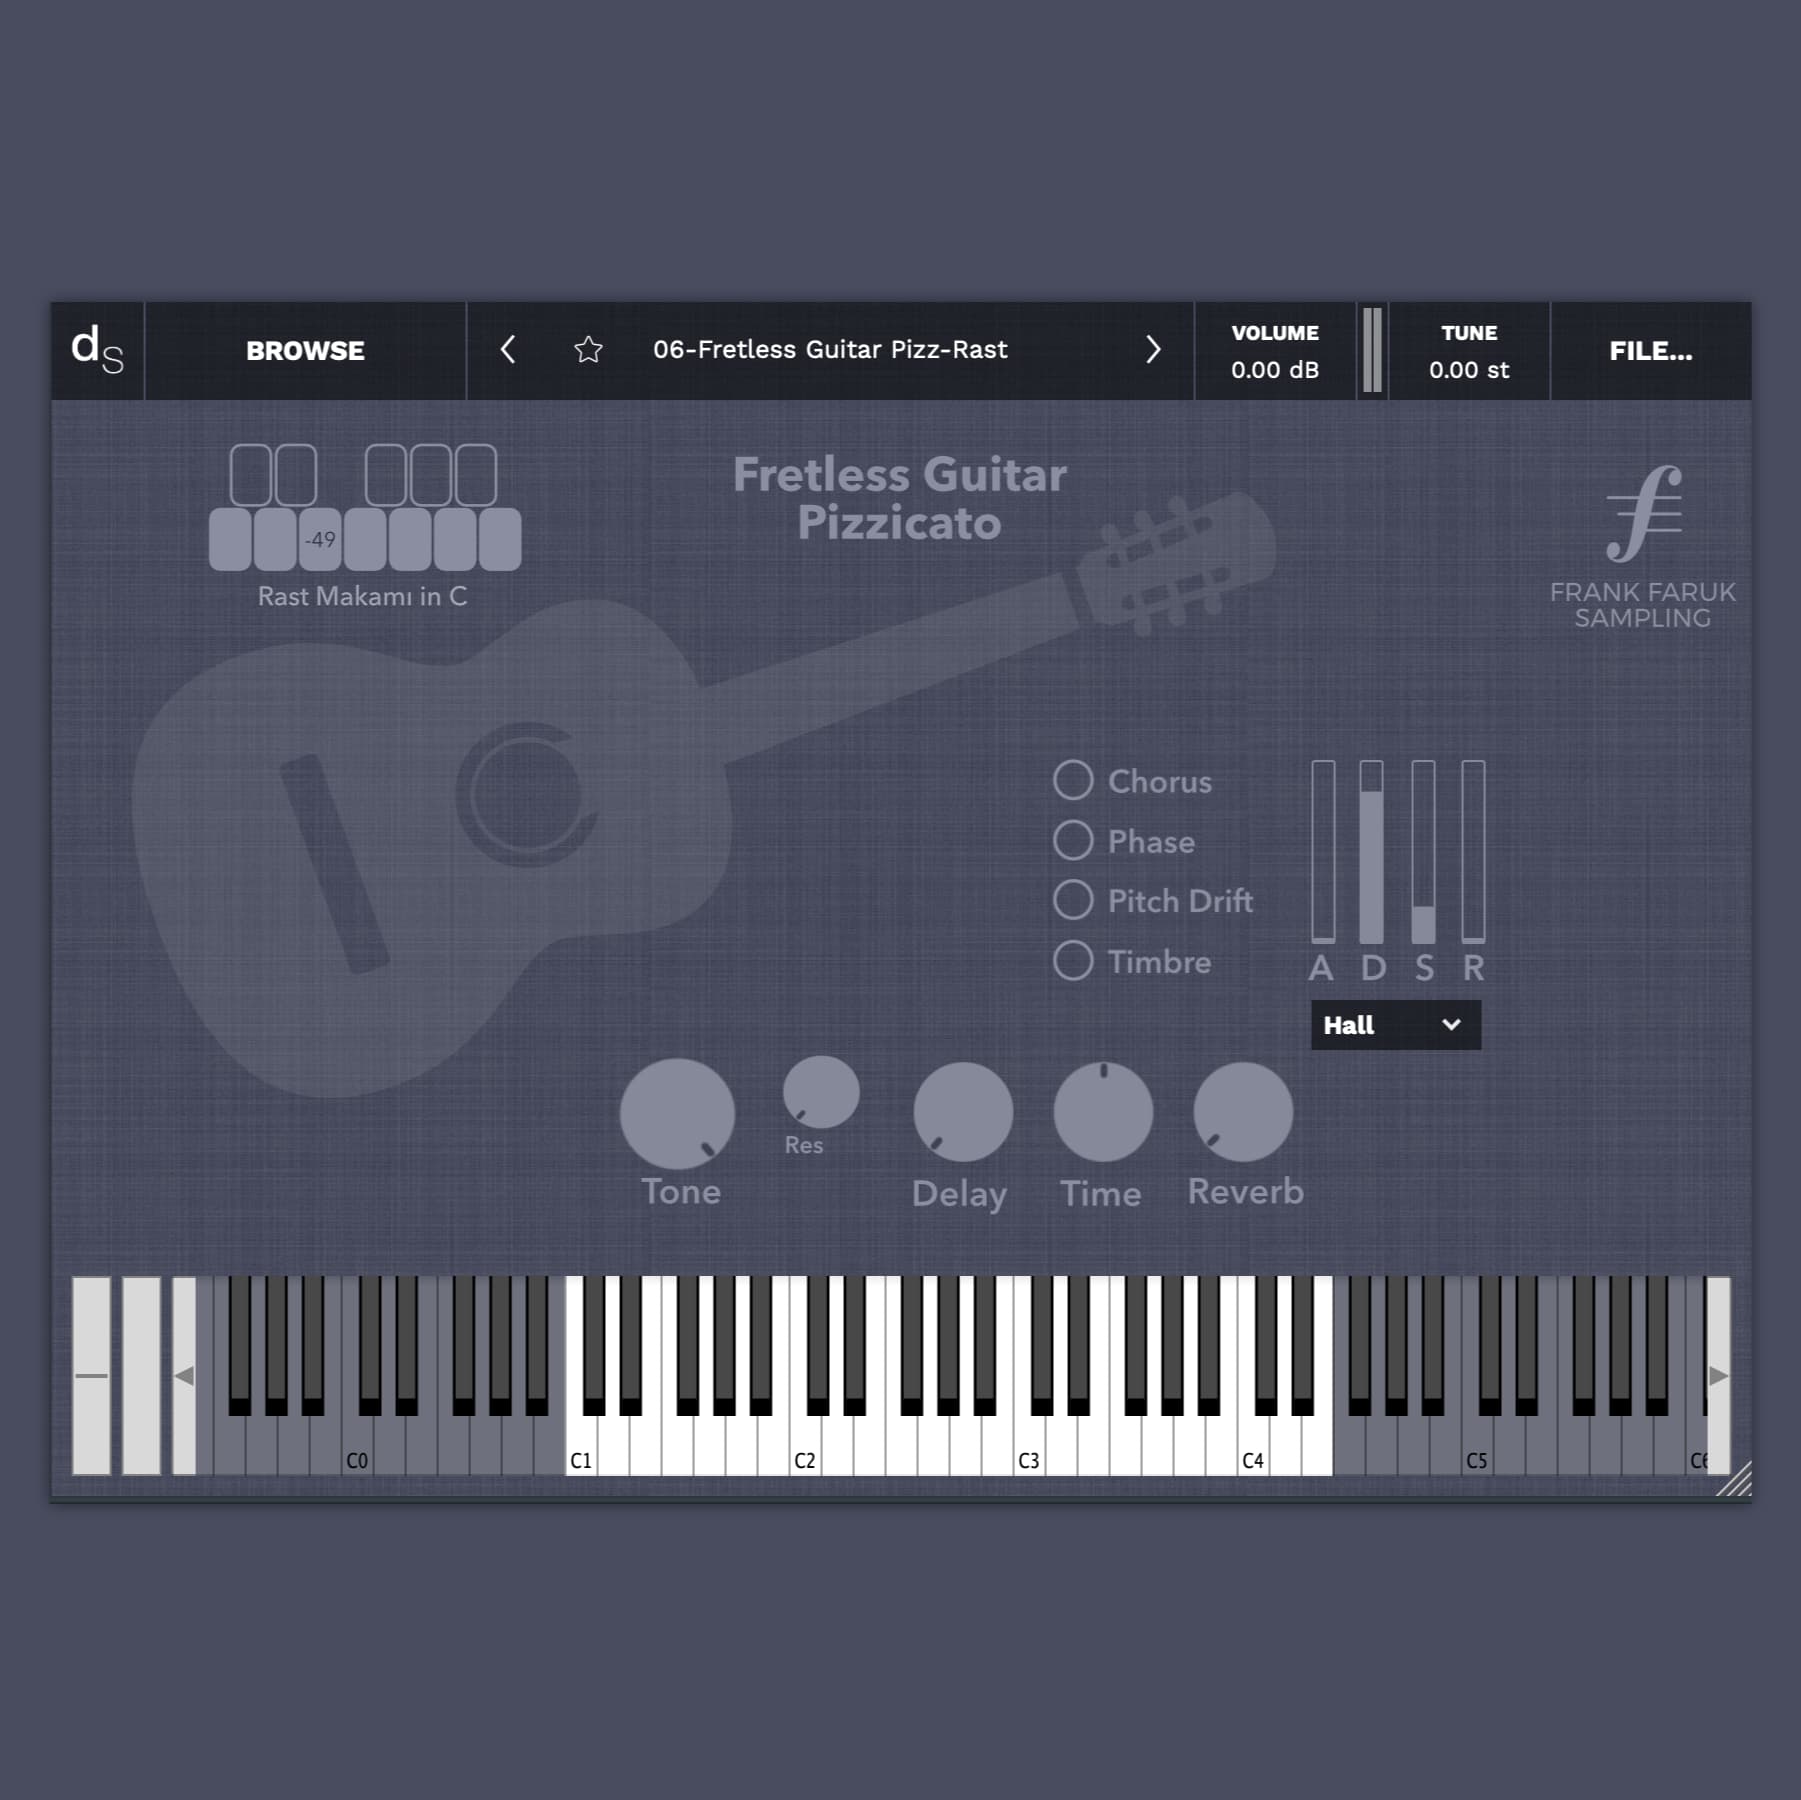 ds
BROWSE
06-Fretless Guitar Pizz-Rast
VOLUME
0.00 dB
TUNE
0.00 st
FILE...
-49
Rast Makamı in C
Fretless Guitar
Pizzicato
FRANK FARUK
SAMPLING
Chorus
Phase
Pitch Drift
Timbre
A D S R
Hall
Res
Tone
Delay
Time
Reverb
C0 C1 C2 C3 C4 C5 C6